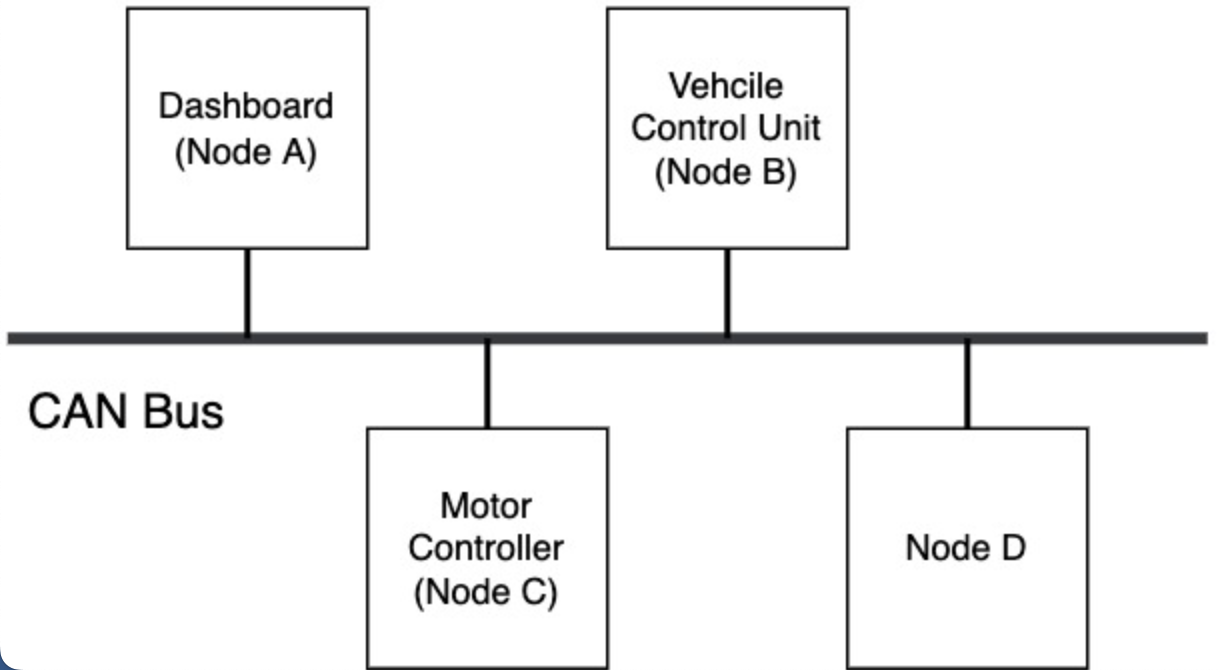 Dashboard
(Node A)
Vehcile
Control Unit
(Node B)
CAN Bus
Motor
Controller
(Node C)
Node D